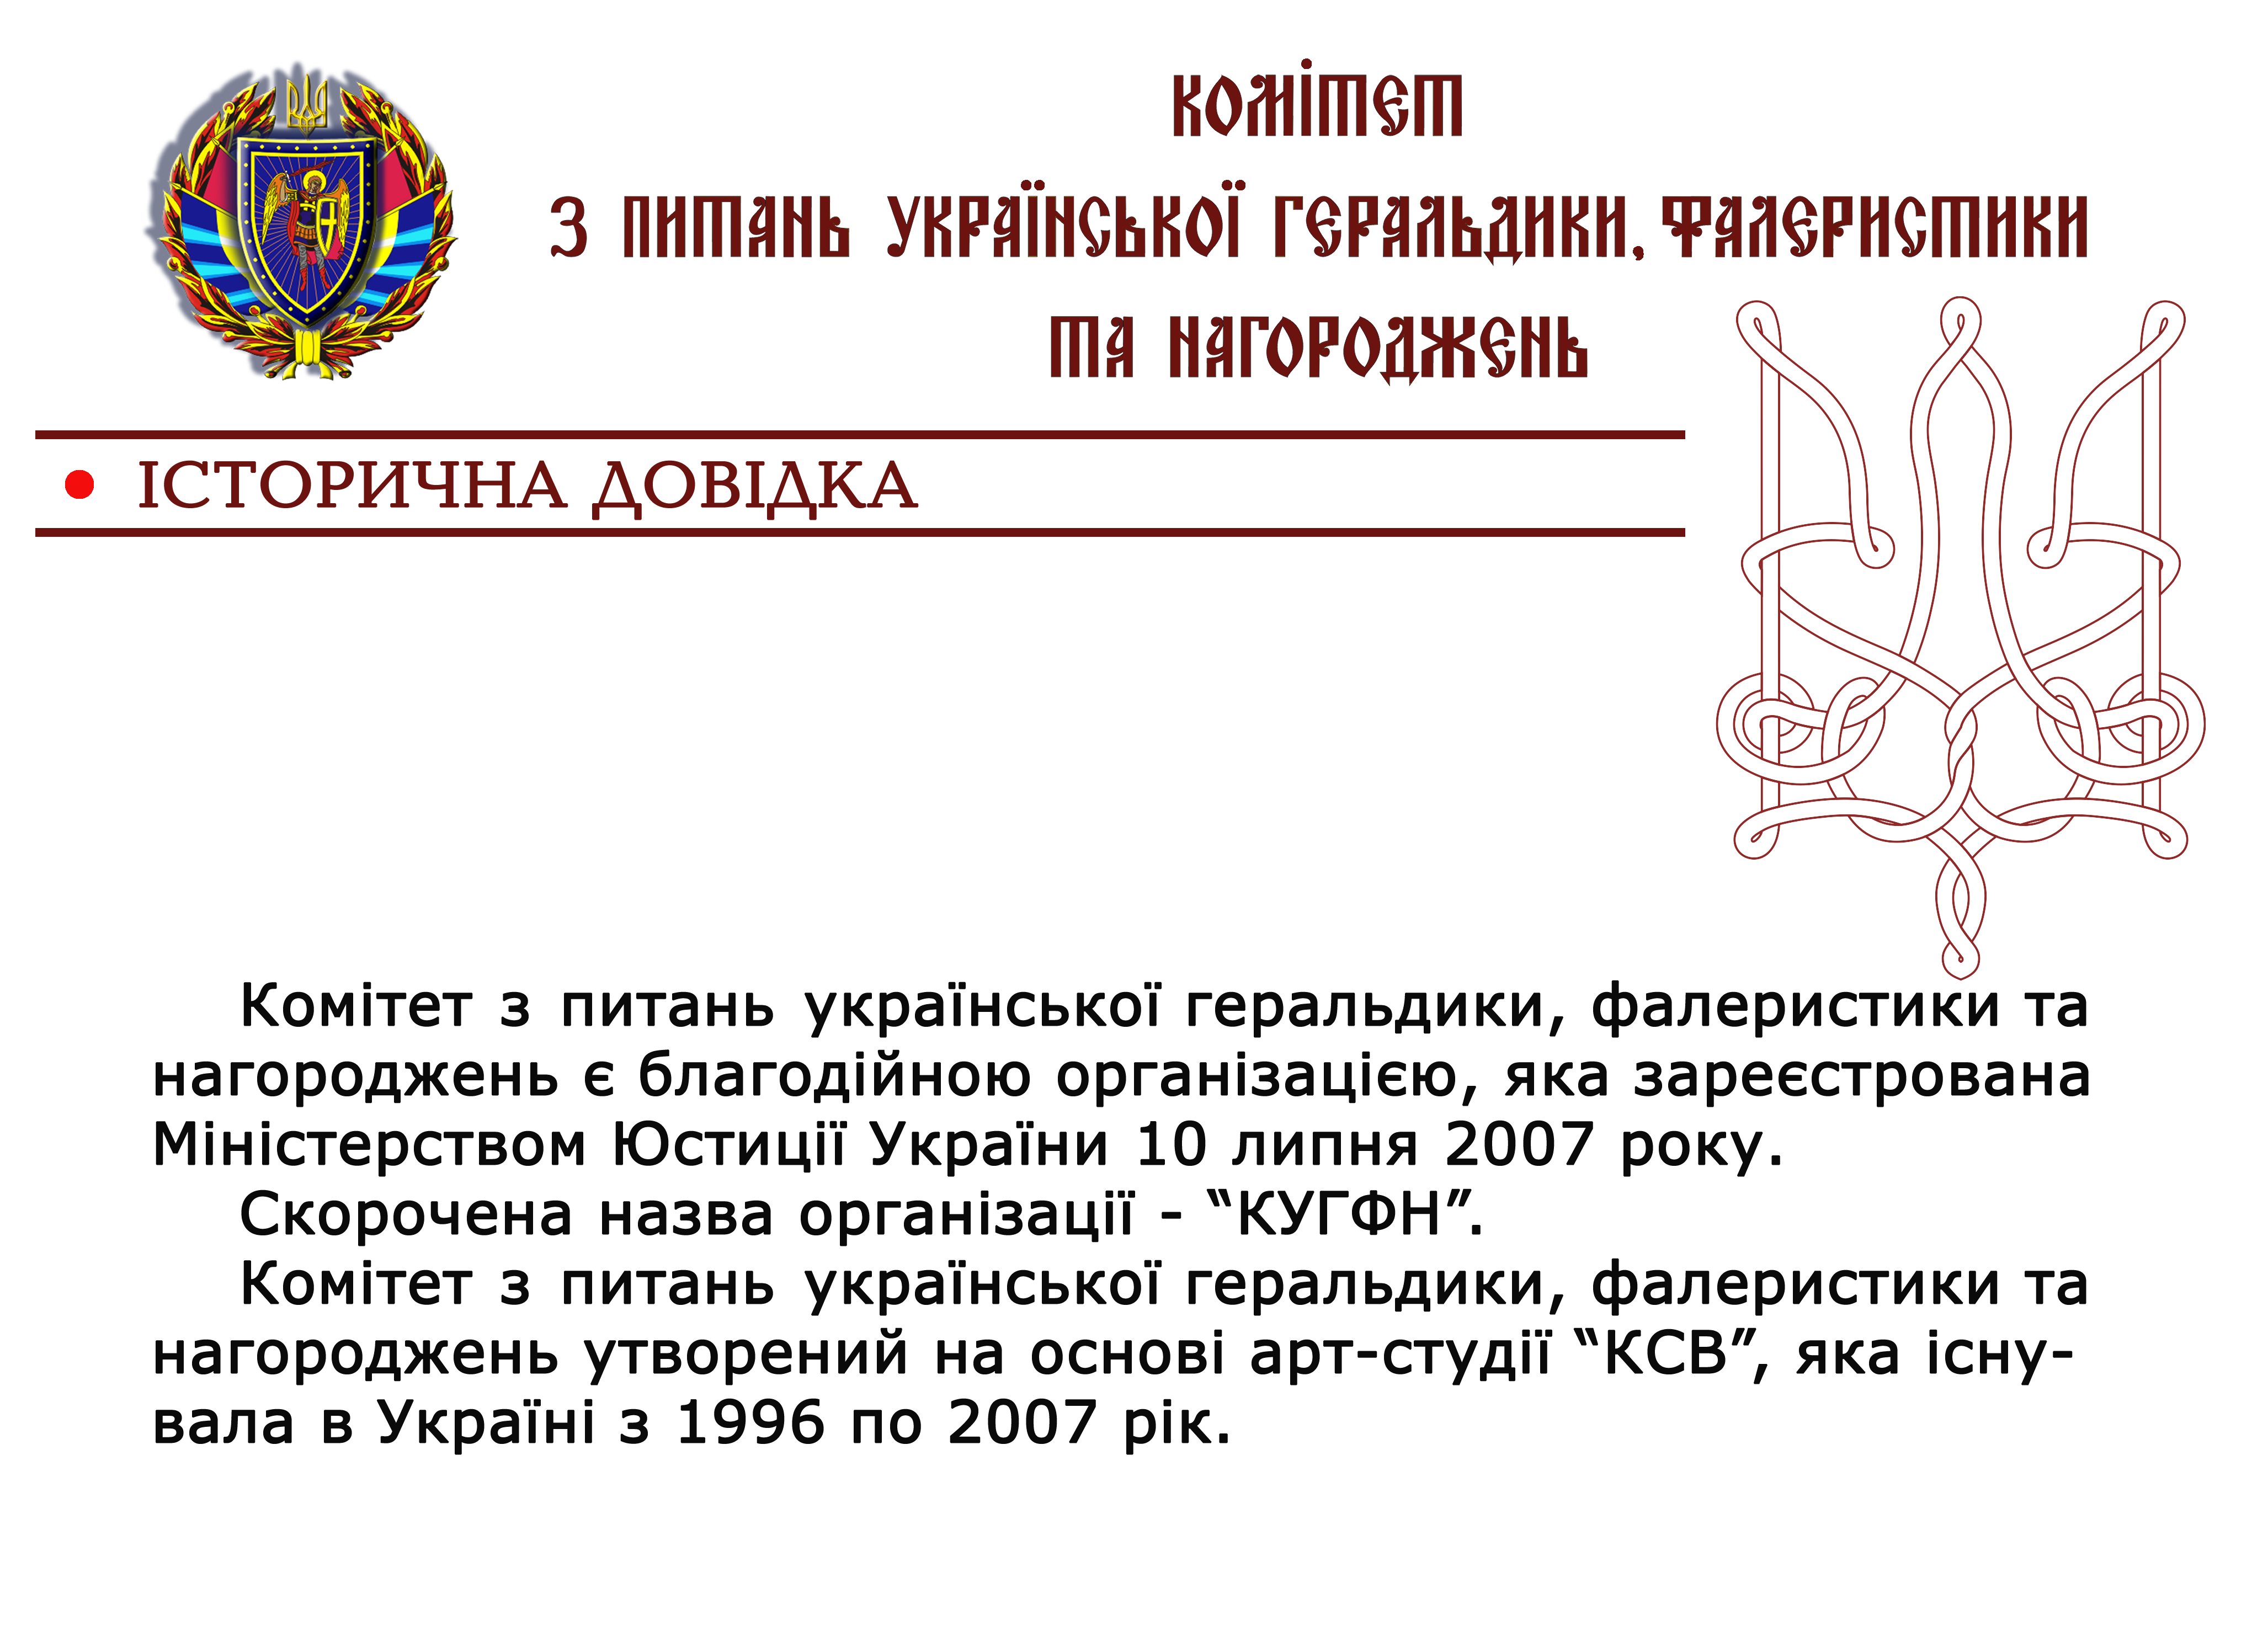 КОМІТЕТ
З ПИТАНЬ УКРАЇНСЬКОЇ ГЕРАЛЬДИКИ, ФАЛЕРИСТИКИ
ТА НАГОРОДЖЕНЬ
• ІСТОРИЧНА ДОВІДКА
Комітет з питань української геральдики, фалеристики та
нагороджень є благодійною організацією, яка зареєстрована
Міністерством Юстиції України 10 липня 2007 року.
Скорочена назва організації - “КУГФН”.
Комітет з питань української геральдики, фалеристики та
нагороджень утворений на основі арт-студії “КСВ”, яка існу-
вала в Україні з 1996 по 2007 рік.